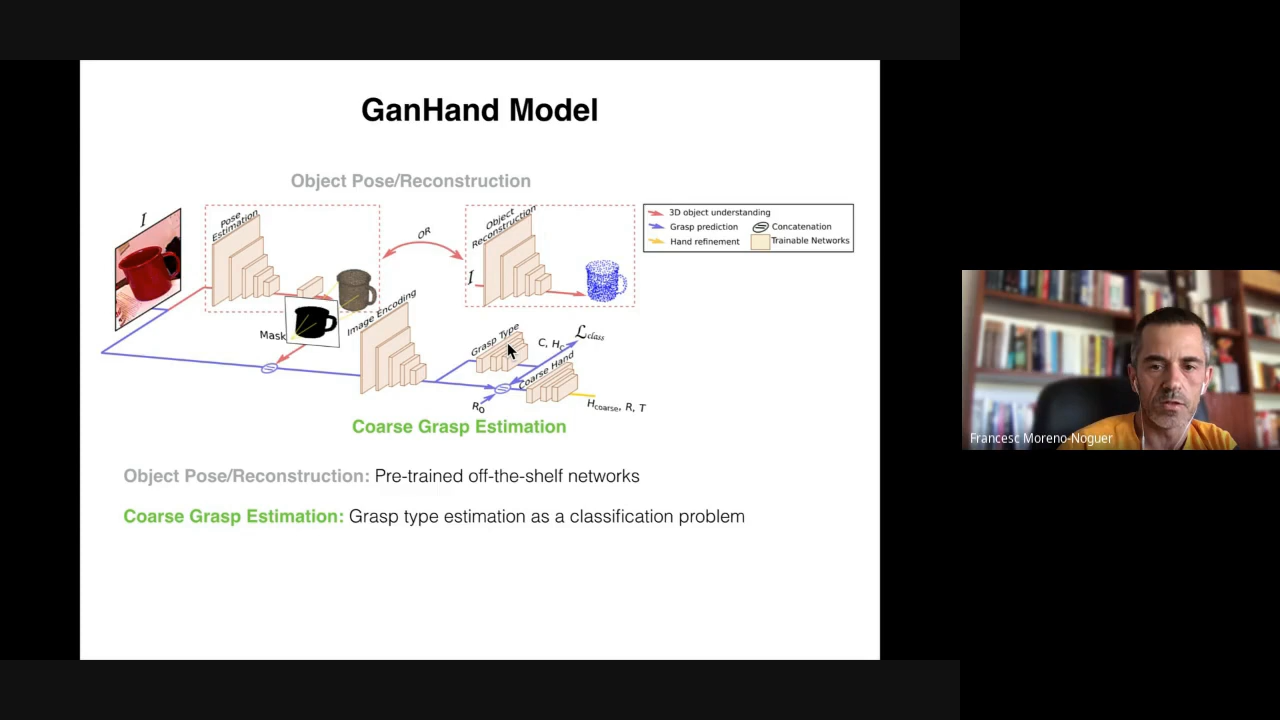 GanHand Model
Object Pose/Reconstruction
I
Pose
Estimation
OR
Object
Reconstruction
I
3D object understanding
Grasp prediction
Concatenation
Hand refinement
Trainable Networks
Mask
Image Encoding
Grasp Type
C, H_C
ℒclass
Coarse Hand
R_0
H_coarse, R, T
Coarse Grasp Estimation
Object Pose/Reconstruction: Pre-trained off-the-shelf networks
Coarse Grasp Estimation: Grasp type estimation as a classification problem
Francesc Moreno-Noguer